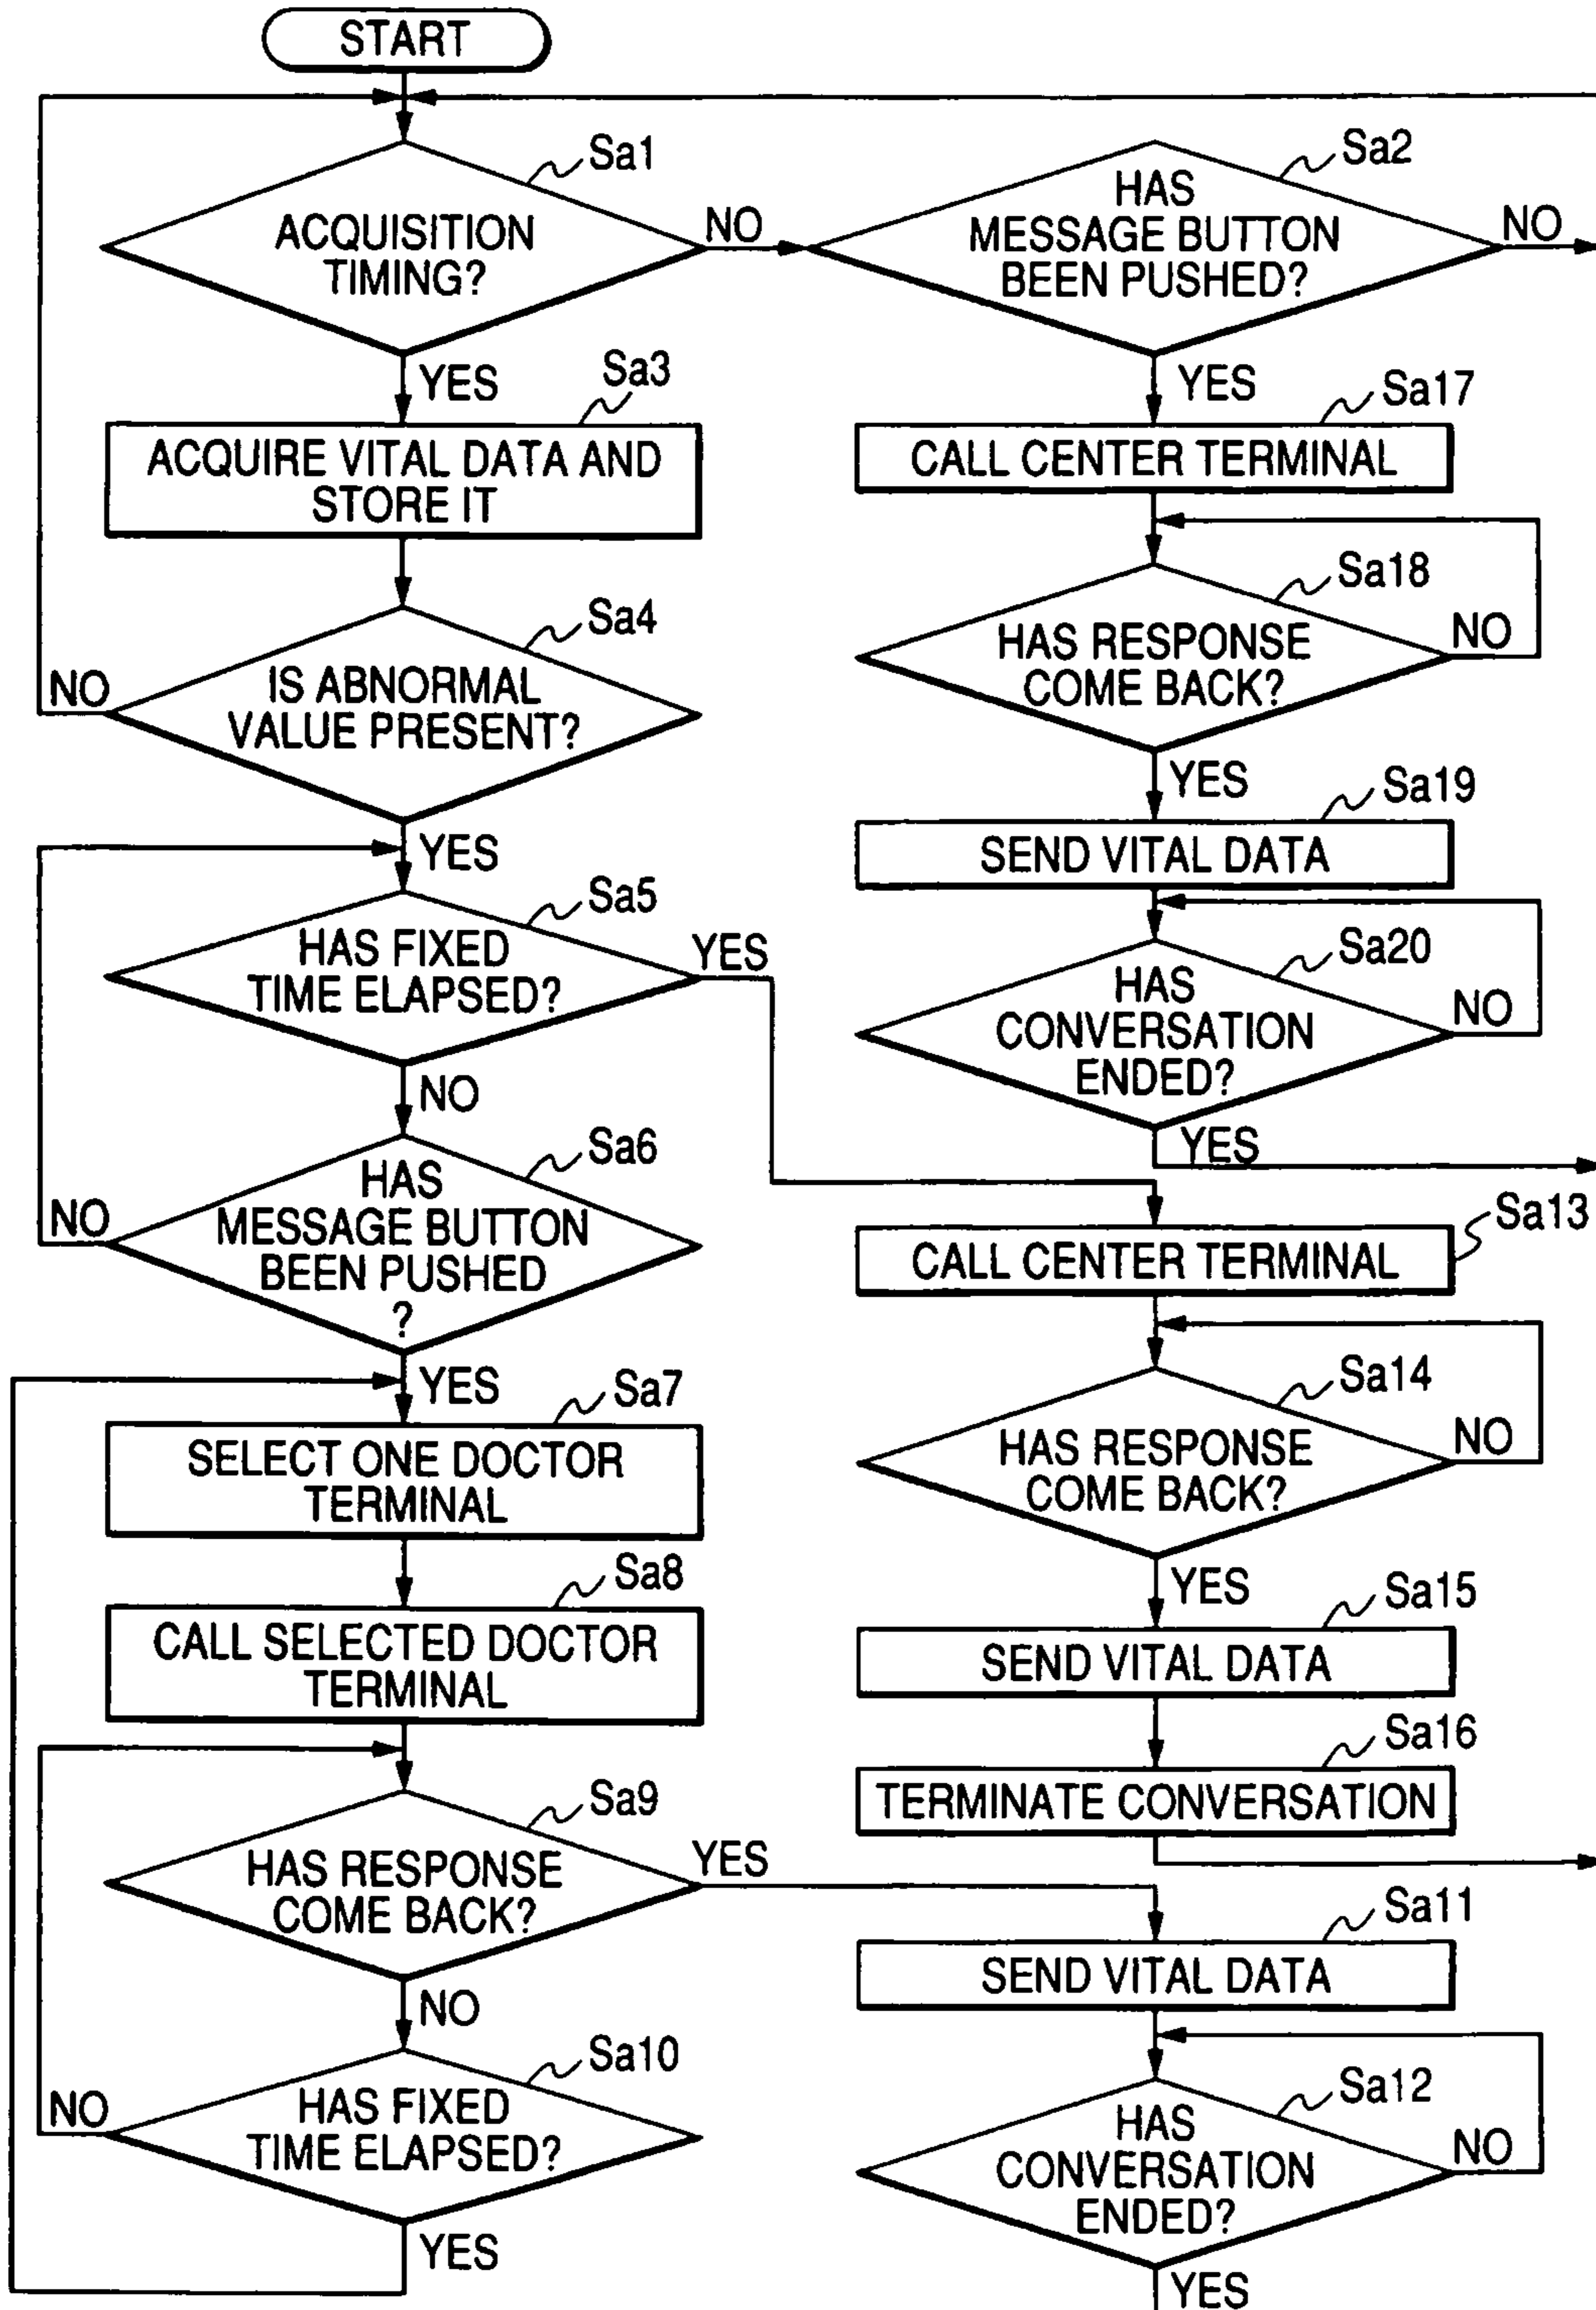 START
Sa1
ACQUISITION
TIMING?
NO
YES
Sa2
HAS
MESSAGE BUTTON
BEEN PUSHED?
NO
YES
Sa3
ACQUIRE VITAL DATA AND
STORE IT
Sa4
IS ABNORMAL
VALUE PRESENT?
NO
YES
Sa5
HAS FIXED
TIME ELAPSED?
YES
NO
Sa6
HAS
MESSAGE BUTTON
BEEN PUSHED
?
NO
YES
Sa7
SELECT ONE DOCTOR
TERMINAL
Sa8
CALL SELECTED DOCTOR
TERMINAL
Sa9
HAS RESPONSE
COME BACK?
YES
NO
Sa10
HAS FIXED
TIME ELAPSED?
NO
YES
Sa17
CALL CENTER TERMINAL
Sa18
HAS RESPONSE
COME BACK?
NO
YES
Sa19
SEND VITAL DATA
Sa20
HAS
CONVERSATION
ENDED?
NO
YES
Sa13
CALL CENTER TERMINAL
Sa14
HAS RESPONSE
COME BACK?
NO
YES
Sa15
SEND VITAL DATA
Sa16
TERMINATE CONVERSATION
Sa11
SEND VITAL DATA
Sa12
HAS
CONVERSATION
ENDED?
NO
YES